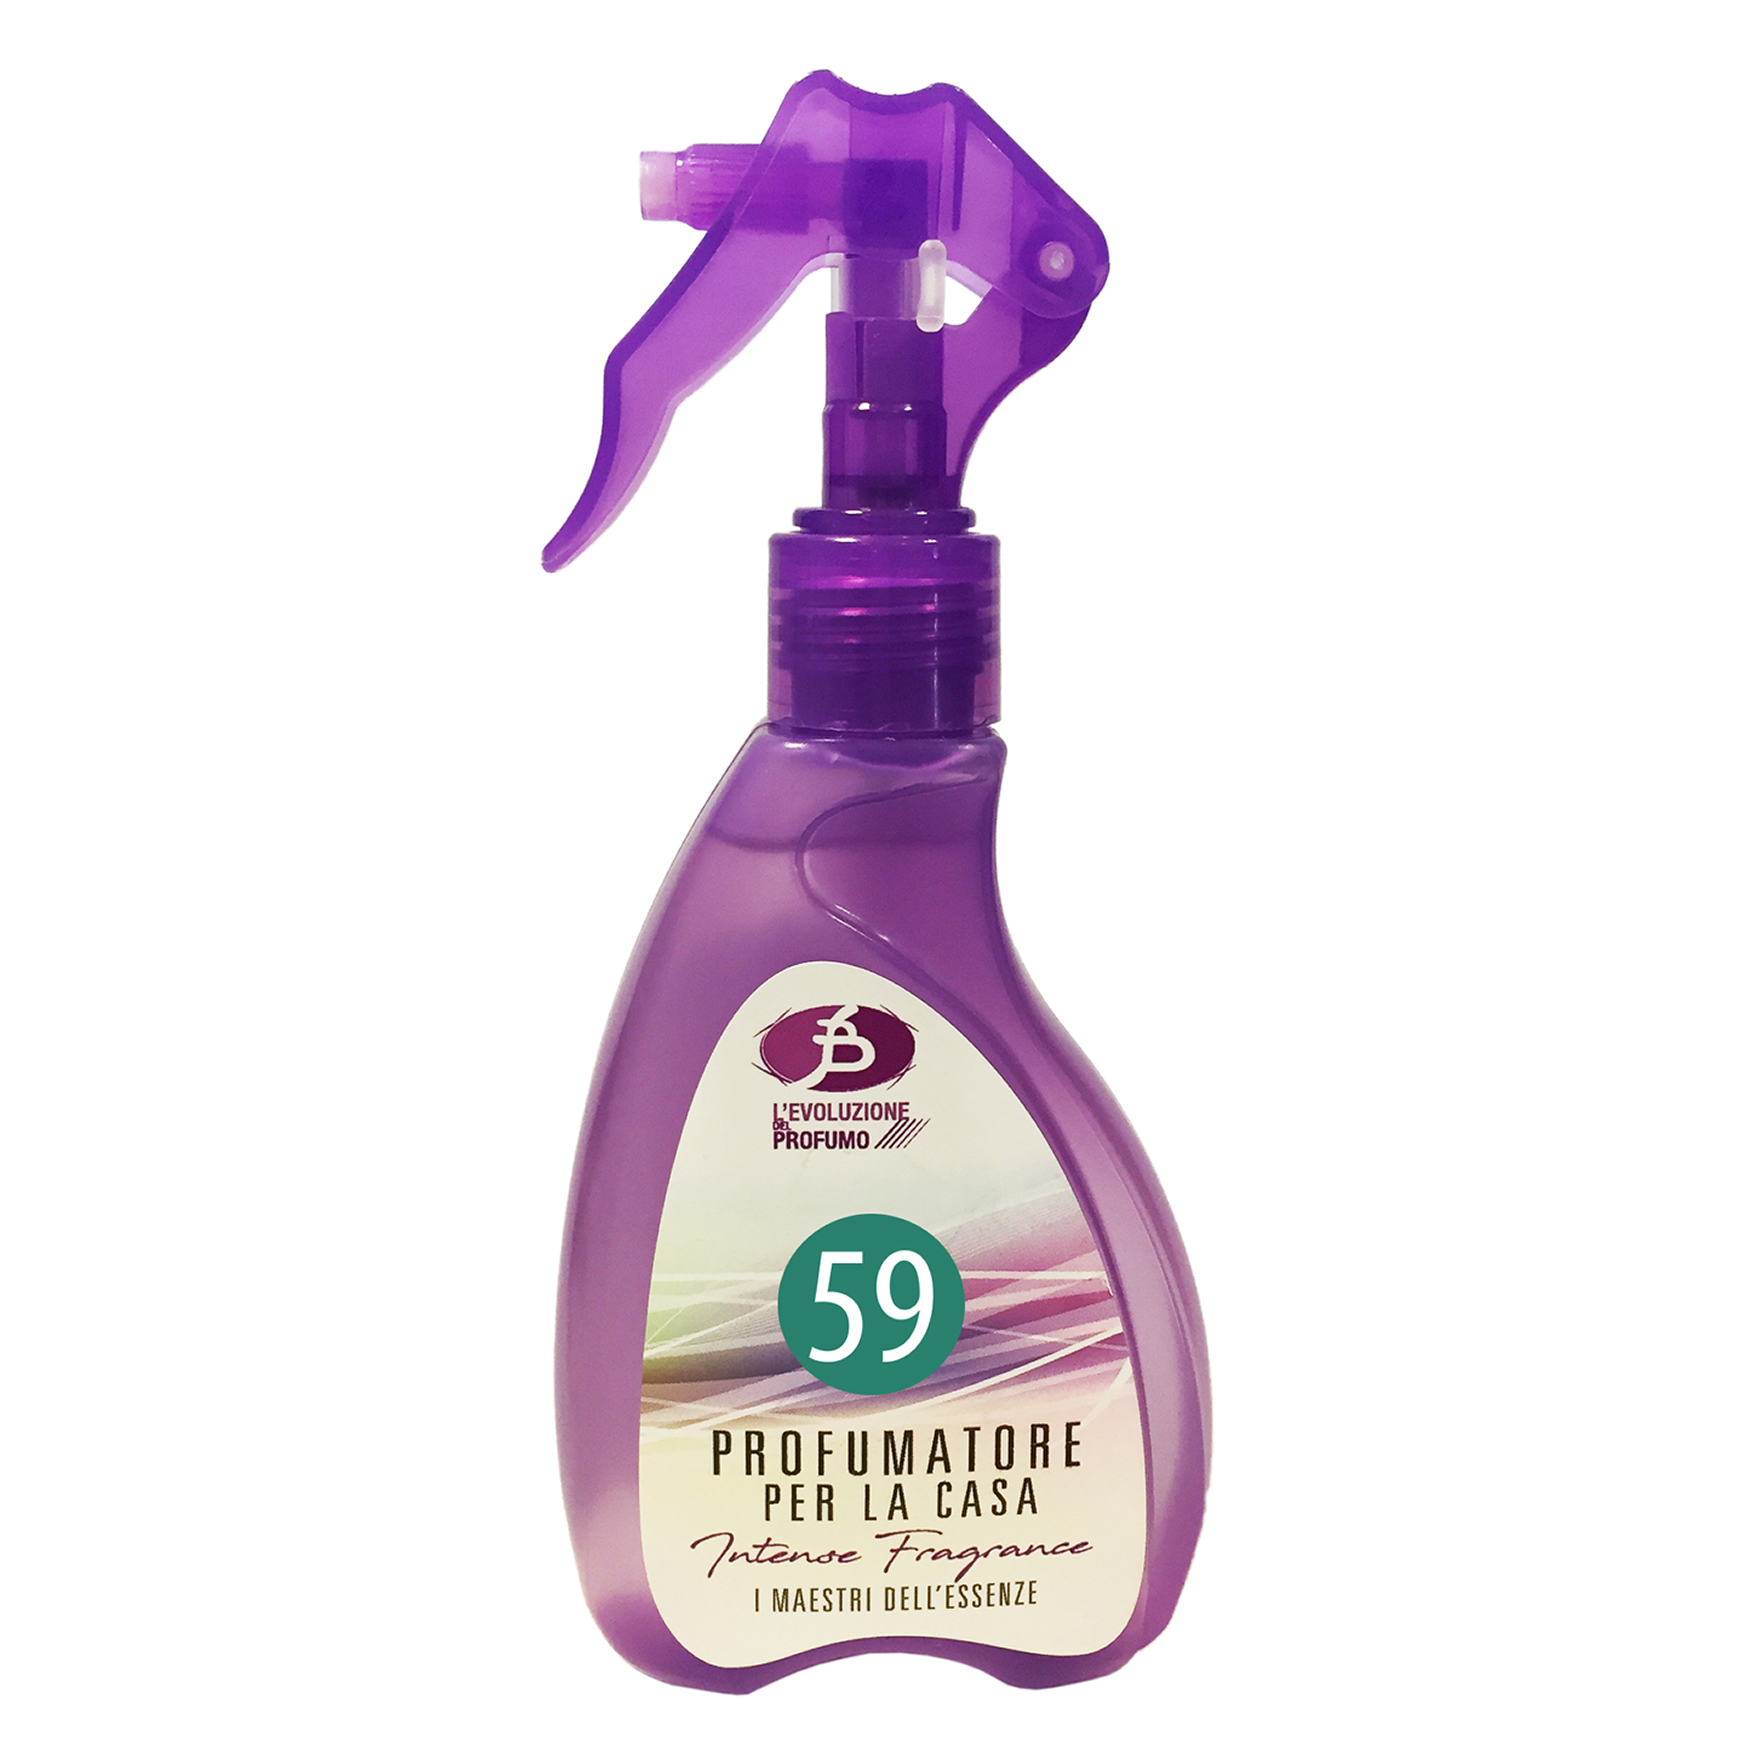 B
L'EVOLUZIONE
DEL
PROFUMO
59
PROFUMATORE
PER LA CASA
Intense Fragrance
I MAESTRI DELL'ESSENZE